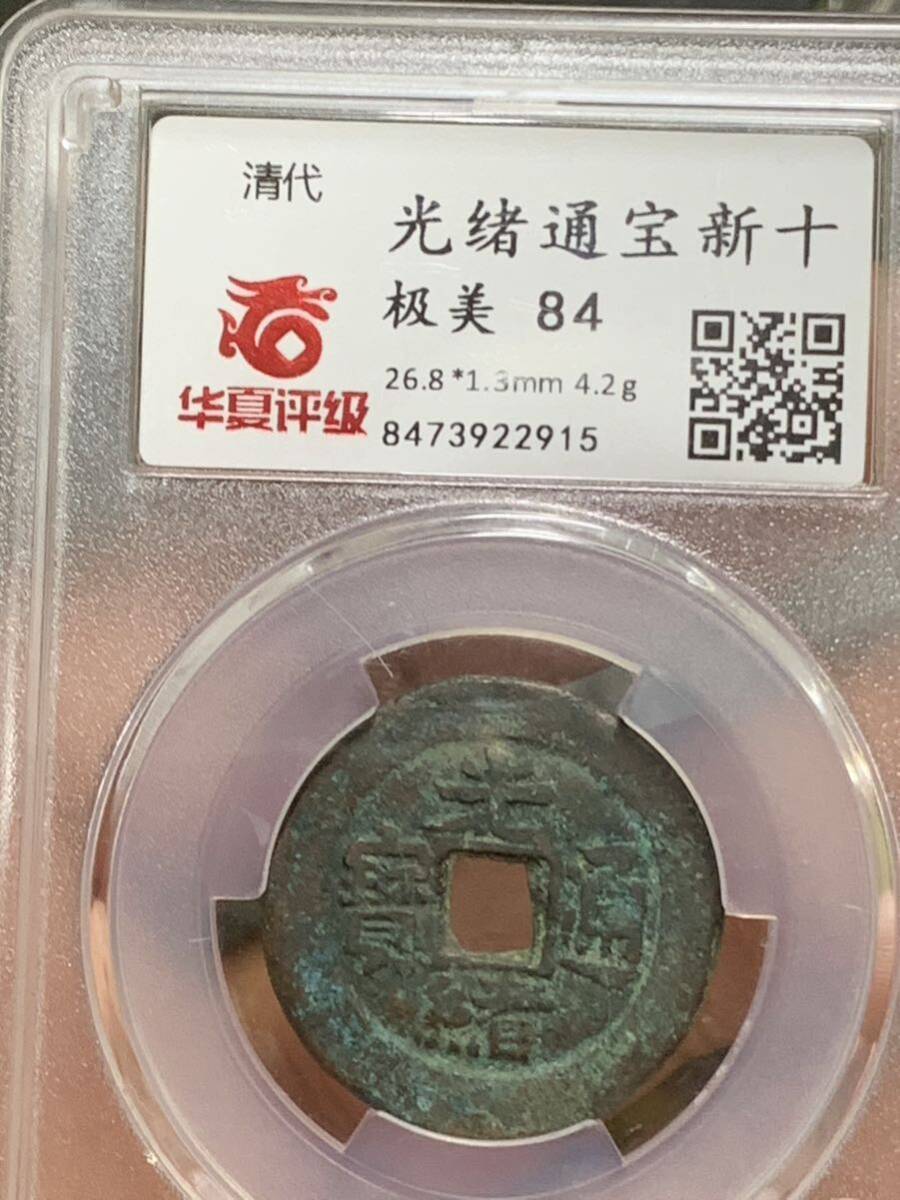 清代
光绪通宝新十
极美 84
26.8*1.3mm 4.2g
8473922915
华夏评级
光緒通寶